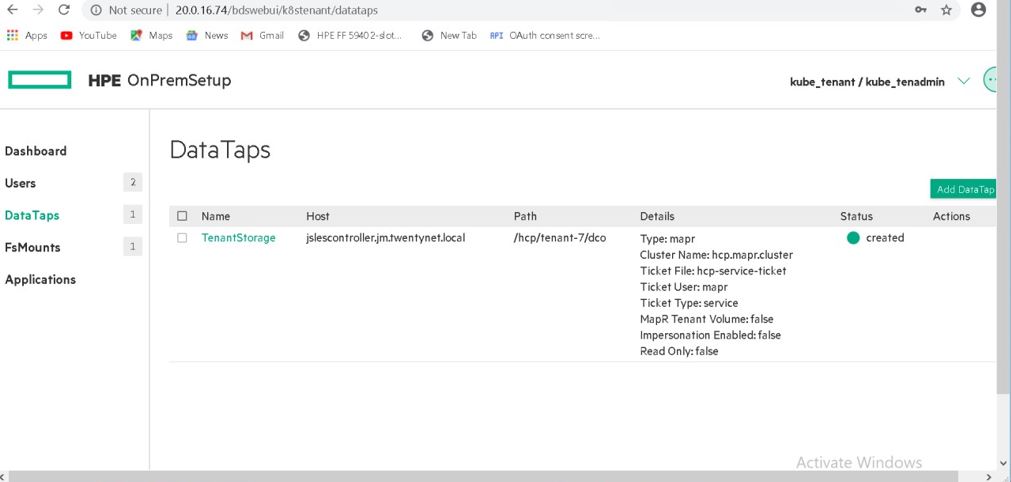 Not secure | 20.0.16.74/bdswebui/k8stenant/datataps
Apps YouTube Maps News Gmail HPE FF 5940 2-slot... New Tab API OAuth consent scre...
HPE OnPremSetup
kube_tenant / kube_tenadmin
DataTaps
Dashboard
Users 2
DataTaps 1
FsMounts 1
Applications
Add DataTap
Name Host Path Details Status Actions
TenantStorage jslescontroller.jm.twentynet.local /hcp/tenant-7/dco Type: mapr created
Cluster Name: hcp.mapr.cluster
Ticket File: hcp-service-ticket
Ticket User: mapr
Ticket Type: service
MapR Tenant Volume: false
Impersonation Enabled: false
Read Only: false
Activate Windows